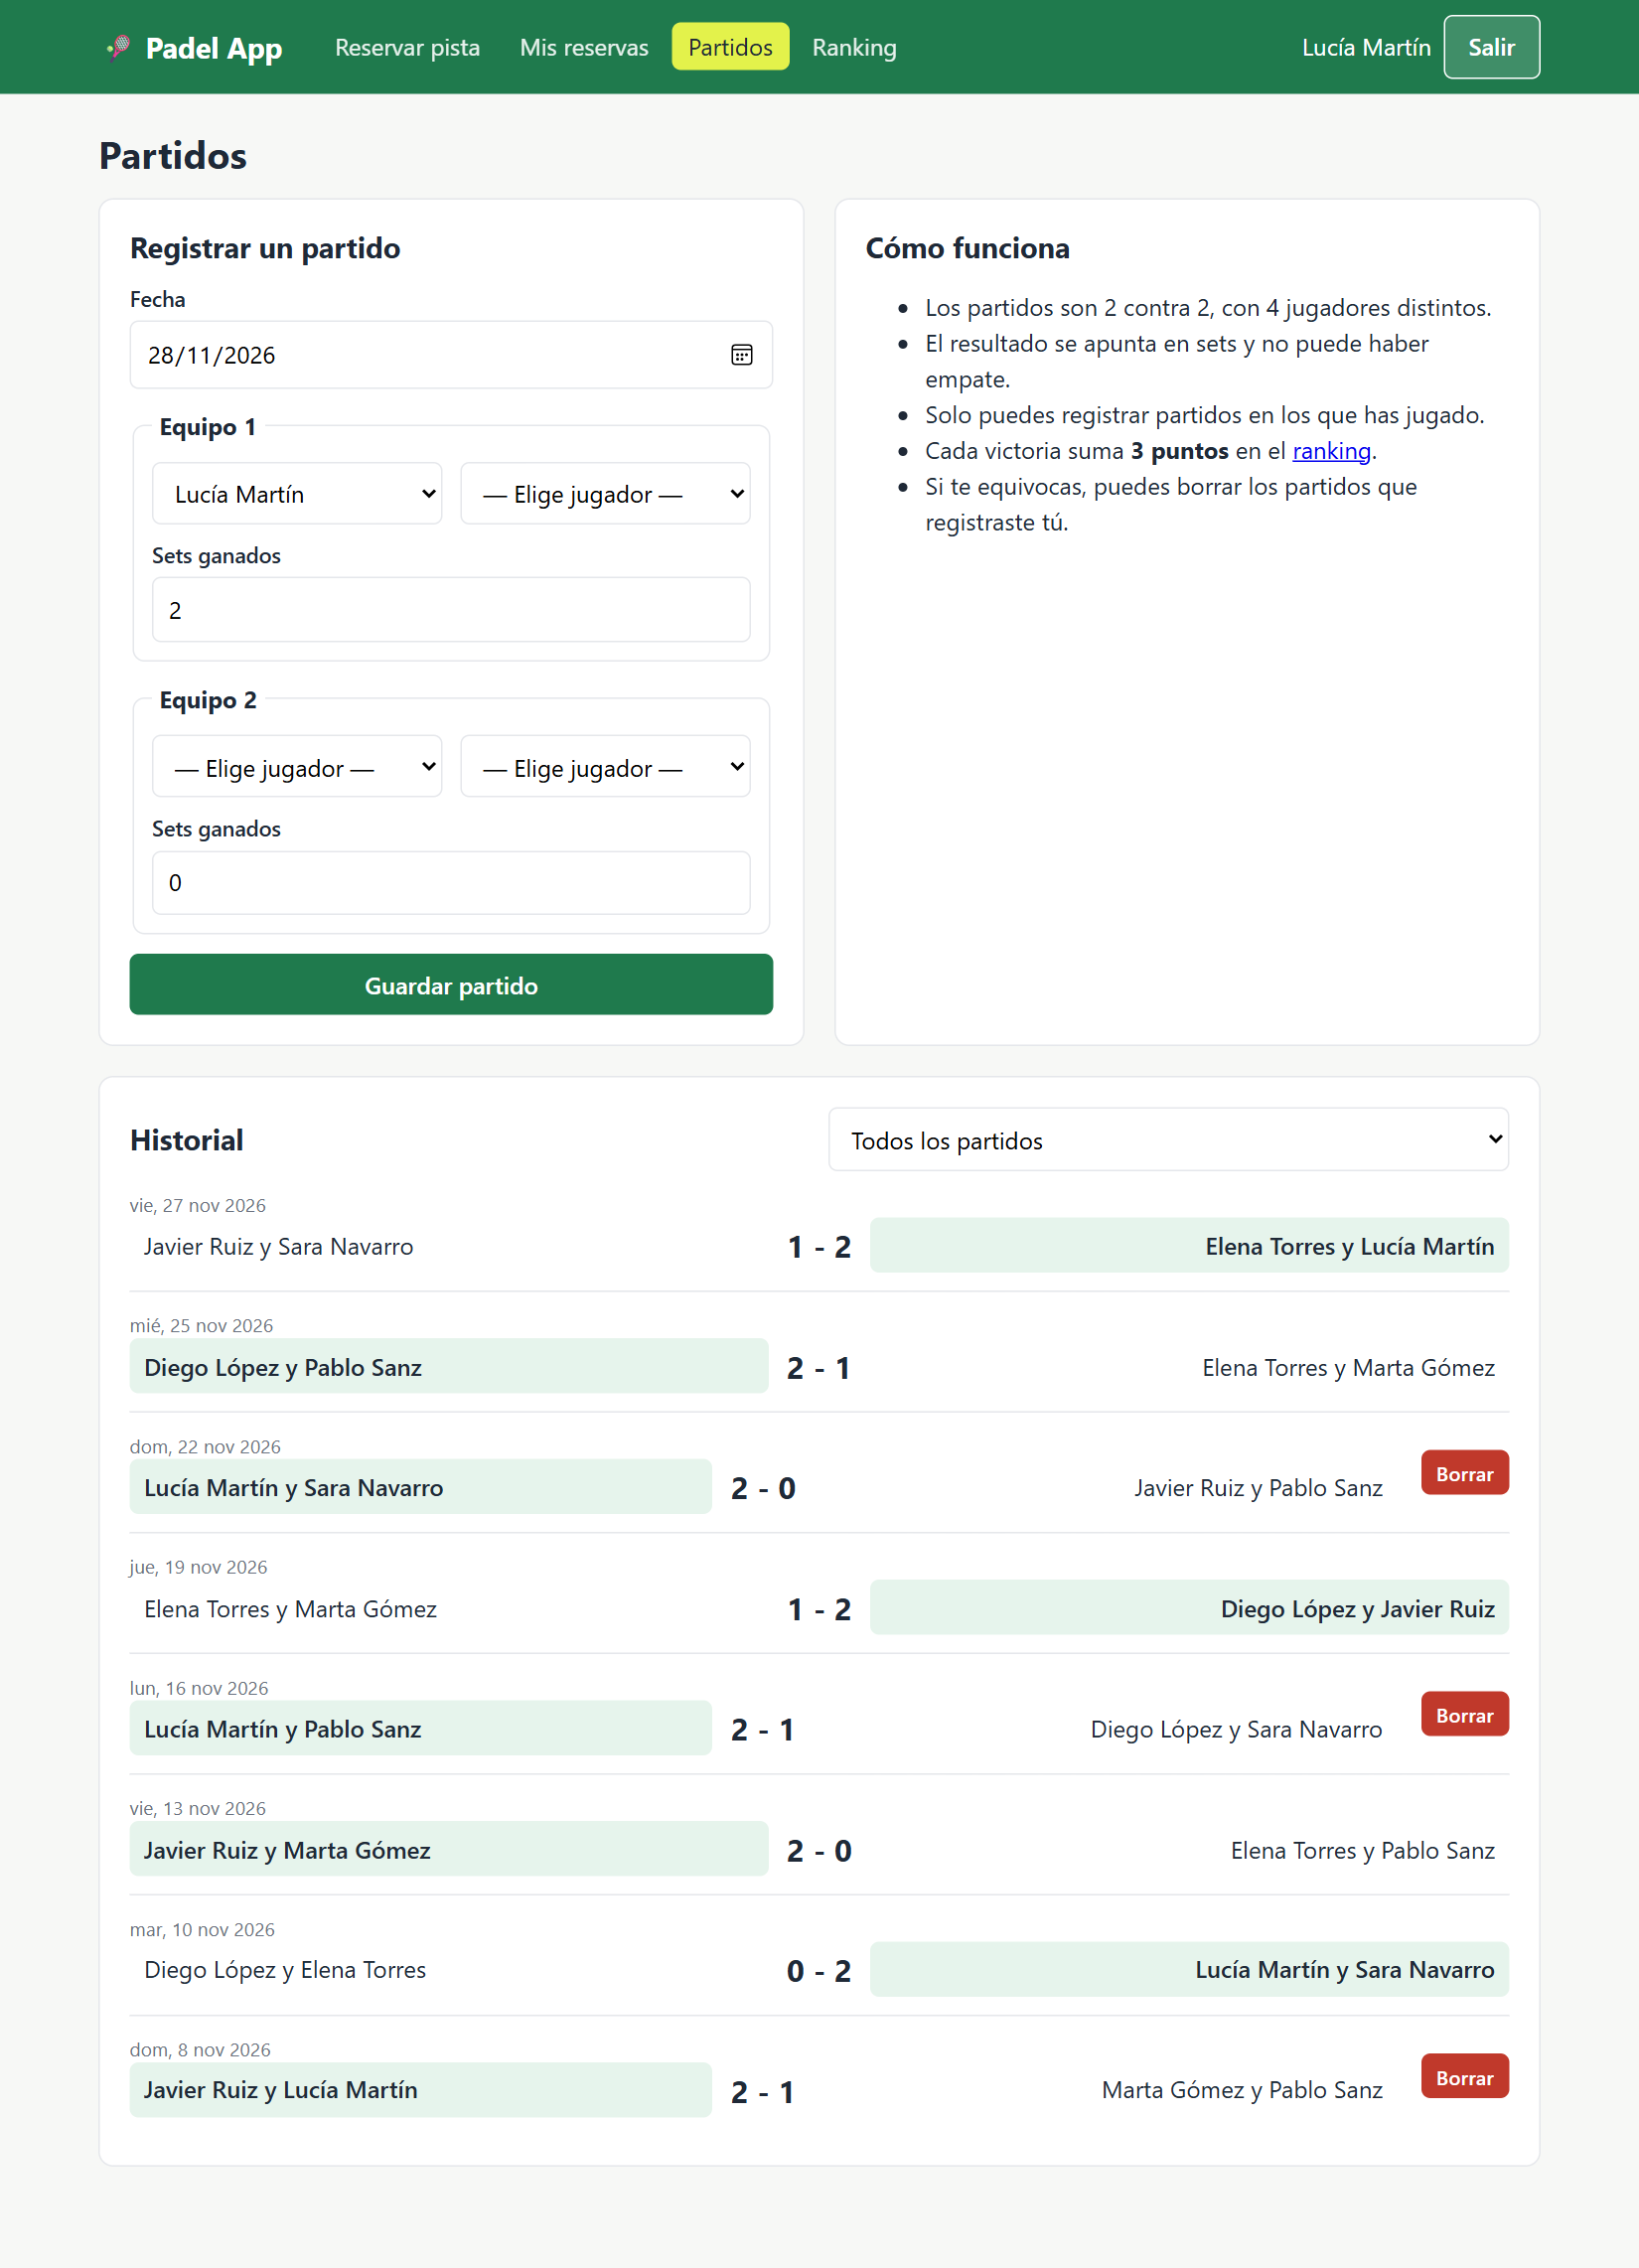 Padel App Reservar pista Mis reservas Partidos Ranking Lucía Martín Salir
Partidos
Registrar un partido
Fecha
28/11/2026
Equipo 1
Lucía Martín — Elige jugador —
Sets ganados
2
Equipo 2
— Elige jugador — — Elige jugador —
Sets ganados
0
Guardar partido
Cómo funciona
Los partidos son 2 contra 2, con 4 jugadores distintos.
El resultado se apunta en sets y no puede haber
empate.
Solo puedes registrar partidos en los que has jugado.
Cada victoria suma 3 puntos en el ranking.
Si te equivocas, puedes borrar los partidos que
registraste tú.
Historial Todos los partidos
vie, 27 nov 2026
Javier Ruiz y Sara Navarro 1 - 2 Elena Torres y Lucía Martín
mié, 25 nov 2026
Diego López y Pablo Sanz 2 - 1 Elena Torres y Marta Gómez
dom, 22 nov 2026
Lucía Martín y Sara Navarro 2 - 0 Javier Ruiz y Pablo Sanz Borrar
jue, 19 nov 2026
Elena Torres y Marta Gómez 1 - 2 Diego López y Javier Ruiz
lun, 16 nov 2026
Lucía Martín y Pablo Sanz 2 - 1 Diego López y Sara Navarro Borrar
vie, 13 nov 2026
Javier Ruiz y Marta Gómez 2 - 0 Elena Torres y Pablo Sanz
mar, 10 nov 2026
Diego López y Elena Torres 0 - 2 Lucía Martín y Sara Navarro
dom, 8 nov 2026
Javier Ruiz y Lucía Martín 2 - 1 Marta Gómez y Pablo Sanz Borrar